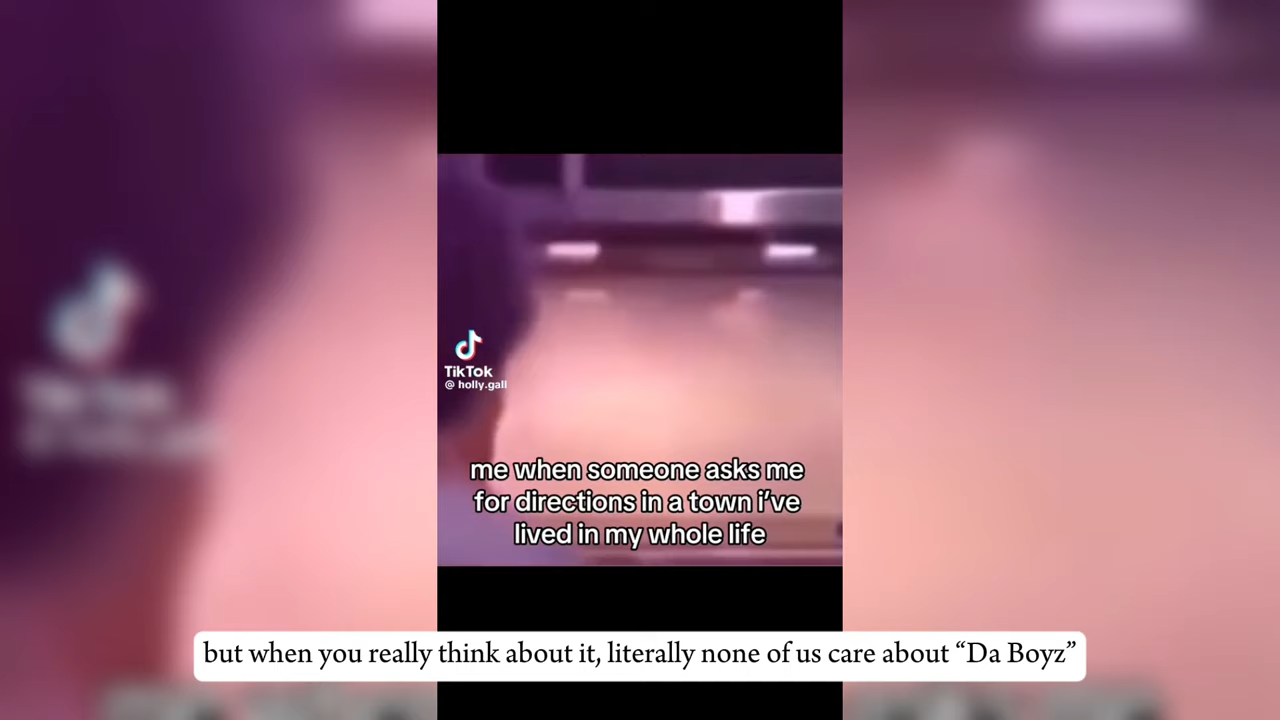 TikTok
@ holly.gall
me when someone asks me
for directions in a town i’ve
lived in my whole life
but when you really think about it, literally none of us care about “Da Boyz”